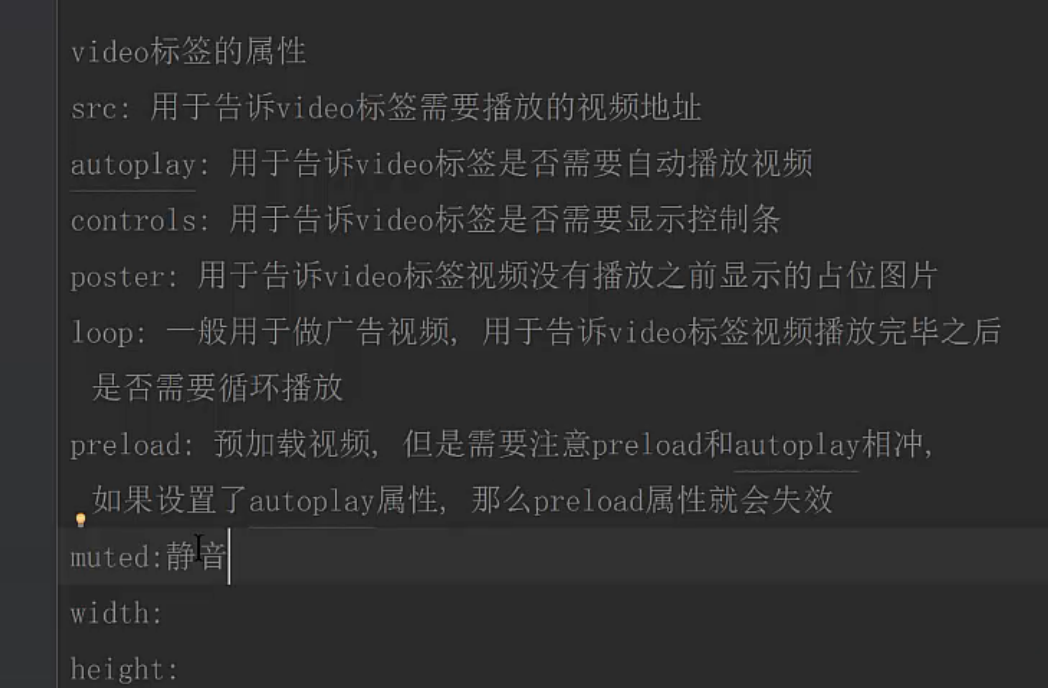 video标签的属性
src: 用于告诉video标签需要播放的视频地址
autoplay: 用于告诉video标签是否需要自动播放视频
controls: 用于告诉video标签是否需要显示控制条
poster: 用于告诉video标签视频没有播放之前显示的占位图片
loop: 一般用于做广告视频, 用于告诉video标签视频播放完毕之后
是否需要循环播放
preload: 预加载视频, 但是需要注意preload和autoplay相冲,
如果设置了autoplay属性, 那么preload属性就会失效
muted:静音
width:
height: